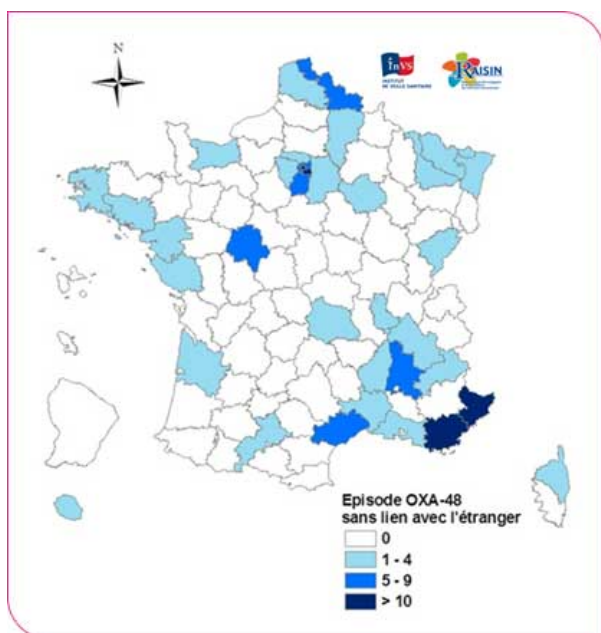 N
inVS
INSTITUT
DE VEILLE SANITAIRE
RAISIN
Episode OXA-48
sans lien avec l'étranger
0
1 - 4
5 - 9
> 10